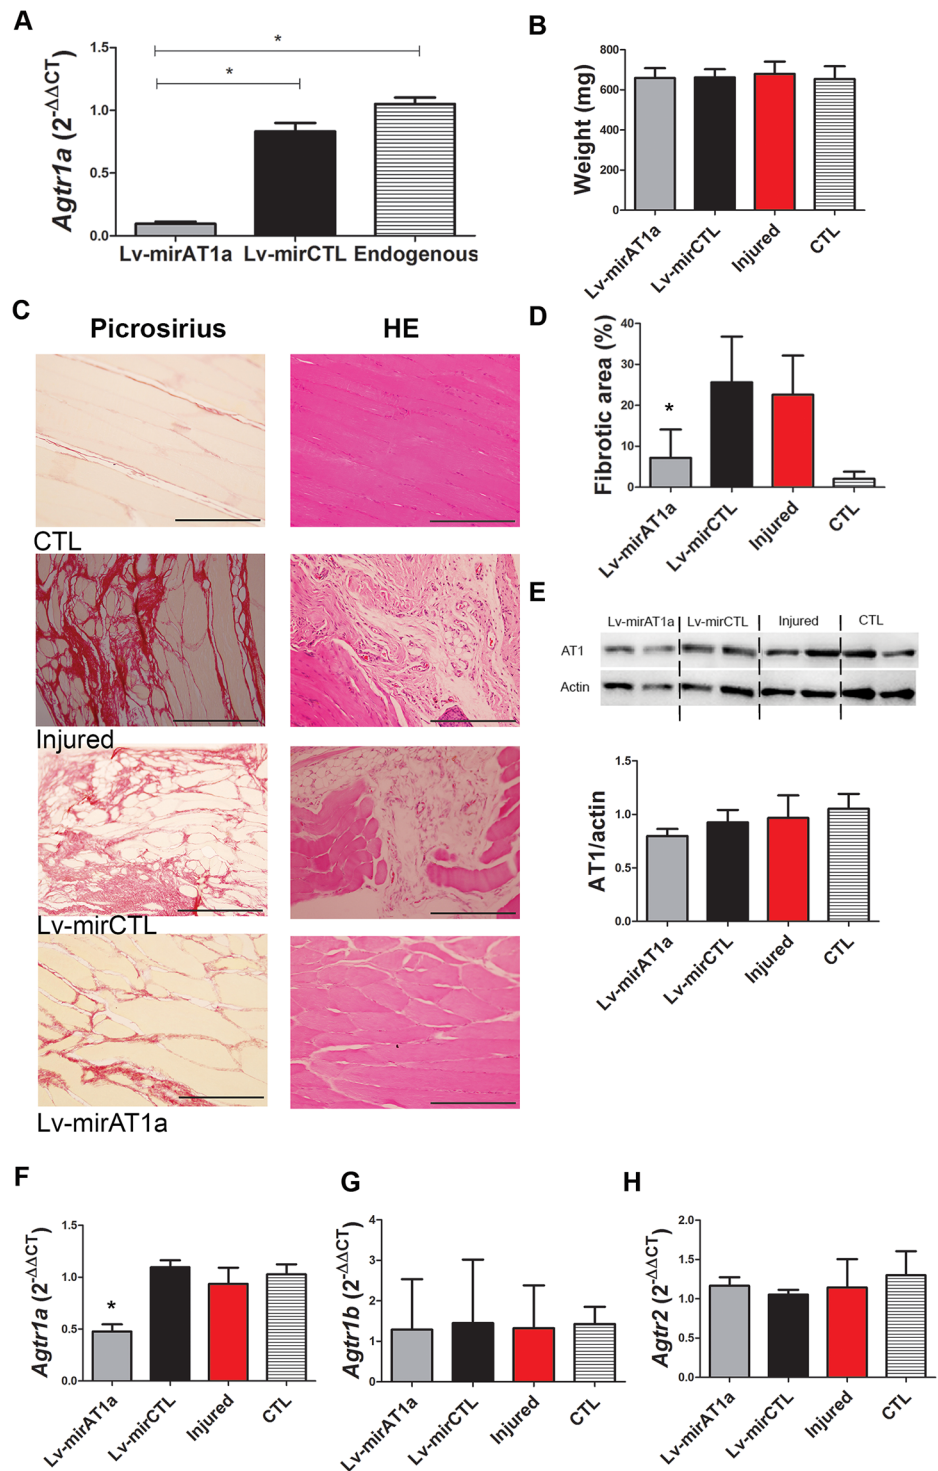 A
Agtr1a (2-ΔΔCT)
1.5
1.0
0.5
0.0
*
*
Lv-mirAT1a Lv-mirCTL Endogenous
B
Weight (mg)
800
600
400
200
0
Lv-mirAT1a
Lv-mirCTL
Injured
CTL
C
Picrosirius HE
CTL
Injured
Lv-mirCTL
Lv-mirAT1a
D
Fibrotic area (%)
40
30
20
10
0
*
Lv-mirAT1a
Lv-mirCTL
Injured
CTL
E
Lv-mirAT1a Lv-mirCTL Injured CTL
AT1
Actin
AT1/actin
1.5
1.0
0.5
0.0
Lv-mirAT1a
Lv-mirCTL
Injured
CTL
F
Agtr1a (2-ΔΔCT)
1.5
1.0
0.5
0.0
*
Lv-mirAT1a
Lv-mirCTL
Injured
CTL
G
Agtr1b (2-ΔΔCT)
4
3
2
1
0
Lv-mirAT1a
Lv-mirCTL
Injured
CTL
H
Agtr2 (2-ΔΔCT)
2.0
1.5
1.0
0.5
0.0
Lv-mirAT1a
Lv-mirCTL
Injured
CTL